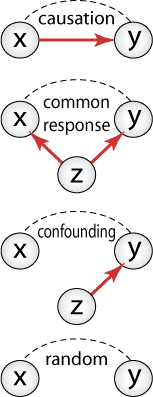 causation
x y
common
response
x y
z
confounding
x y
z
random
x y